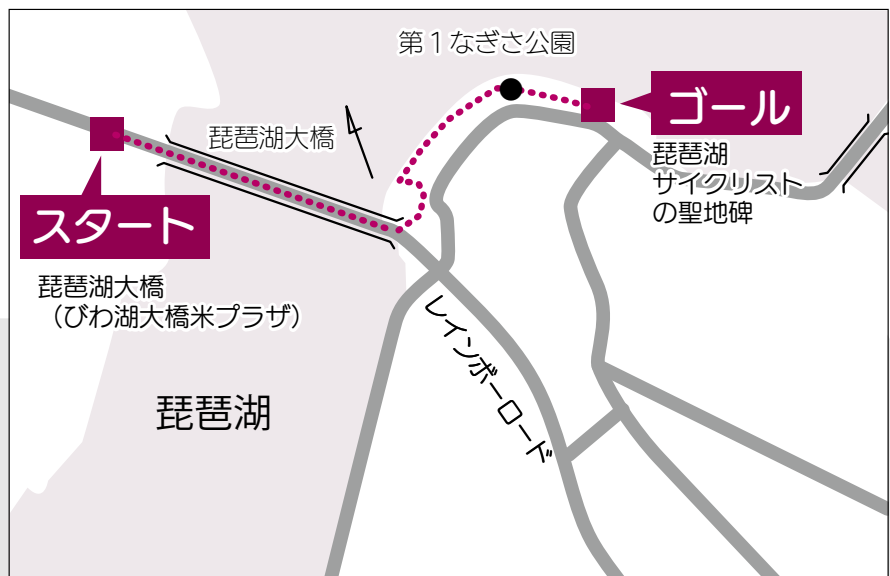 第1なぎさ公園
ゴール
琵琶湖
サイクリスト
の聖地碑
琵琶湖大橋
スタート
琵琶湖大橋
（びわ湖大橋米プラザ）
レインボーロード
琵琶湖